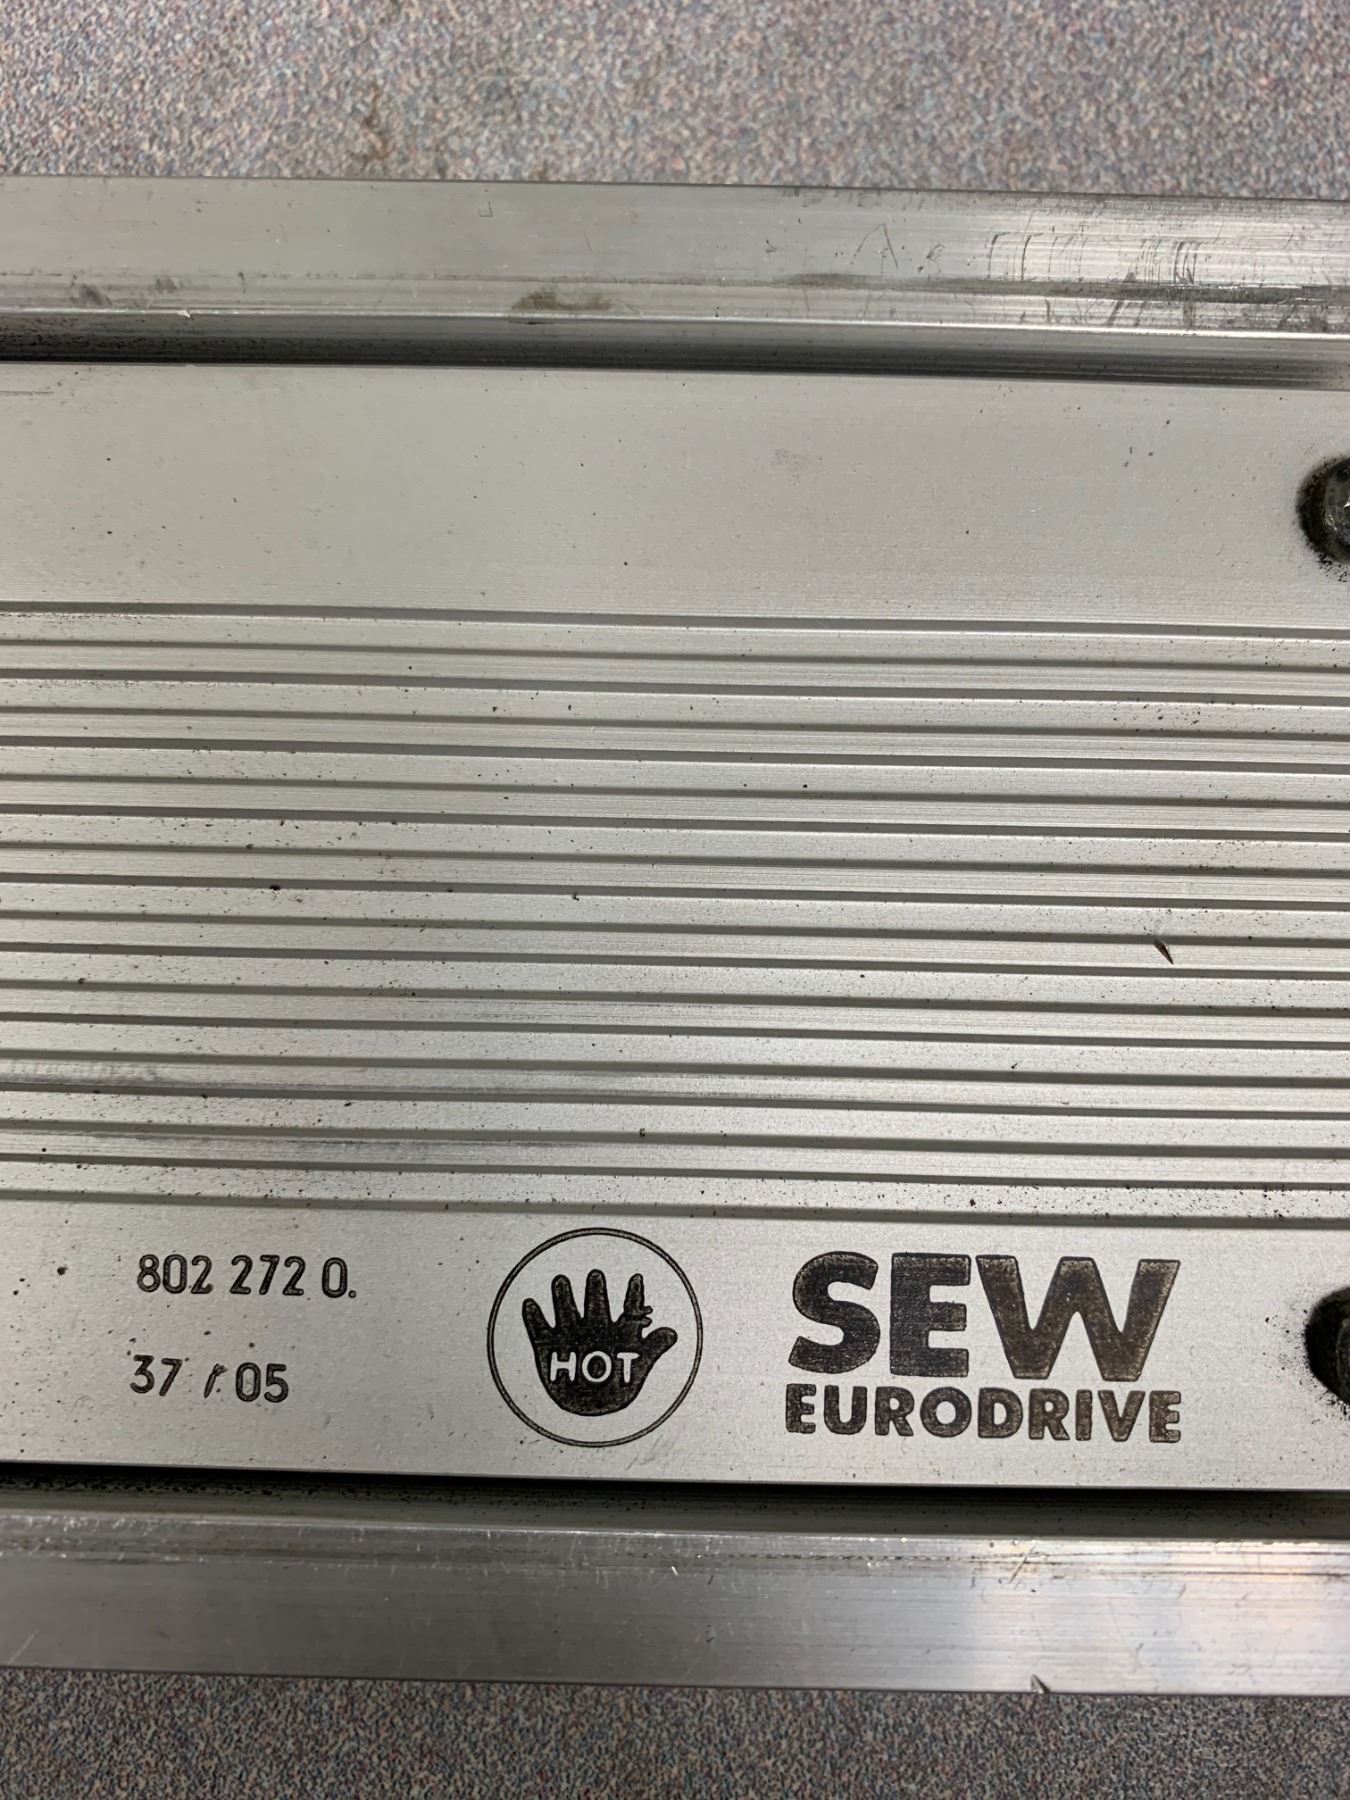 802 272 0.
37 / 05
HOT
SEW
EURODRIVE